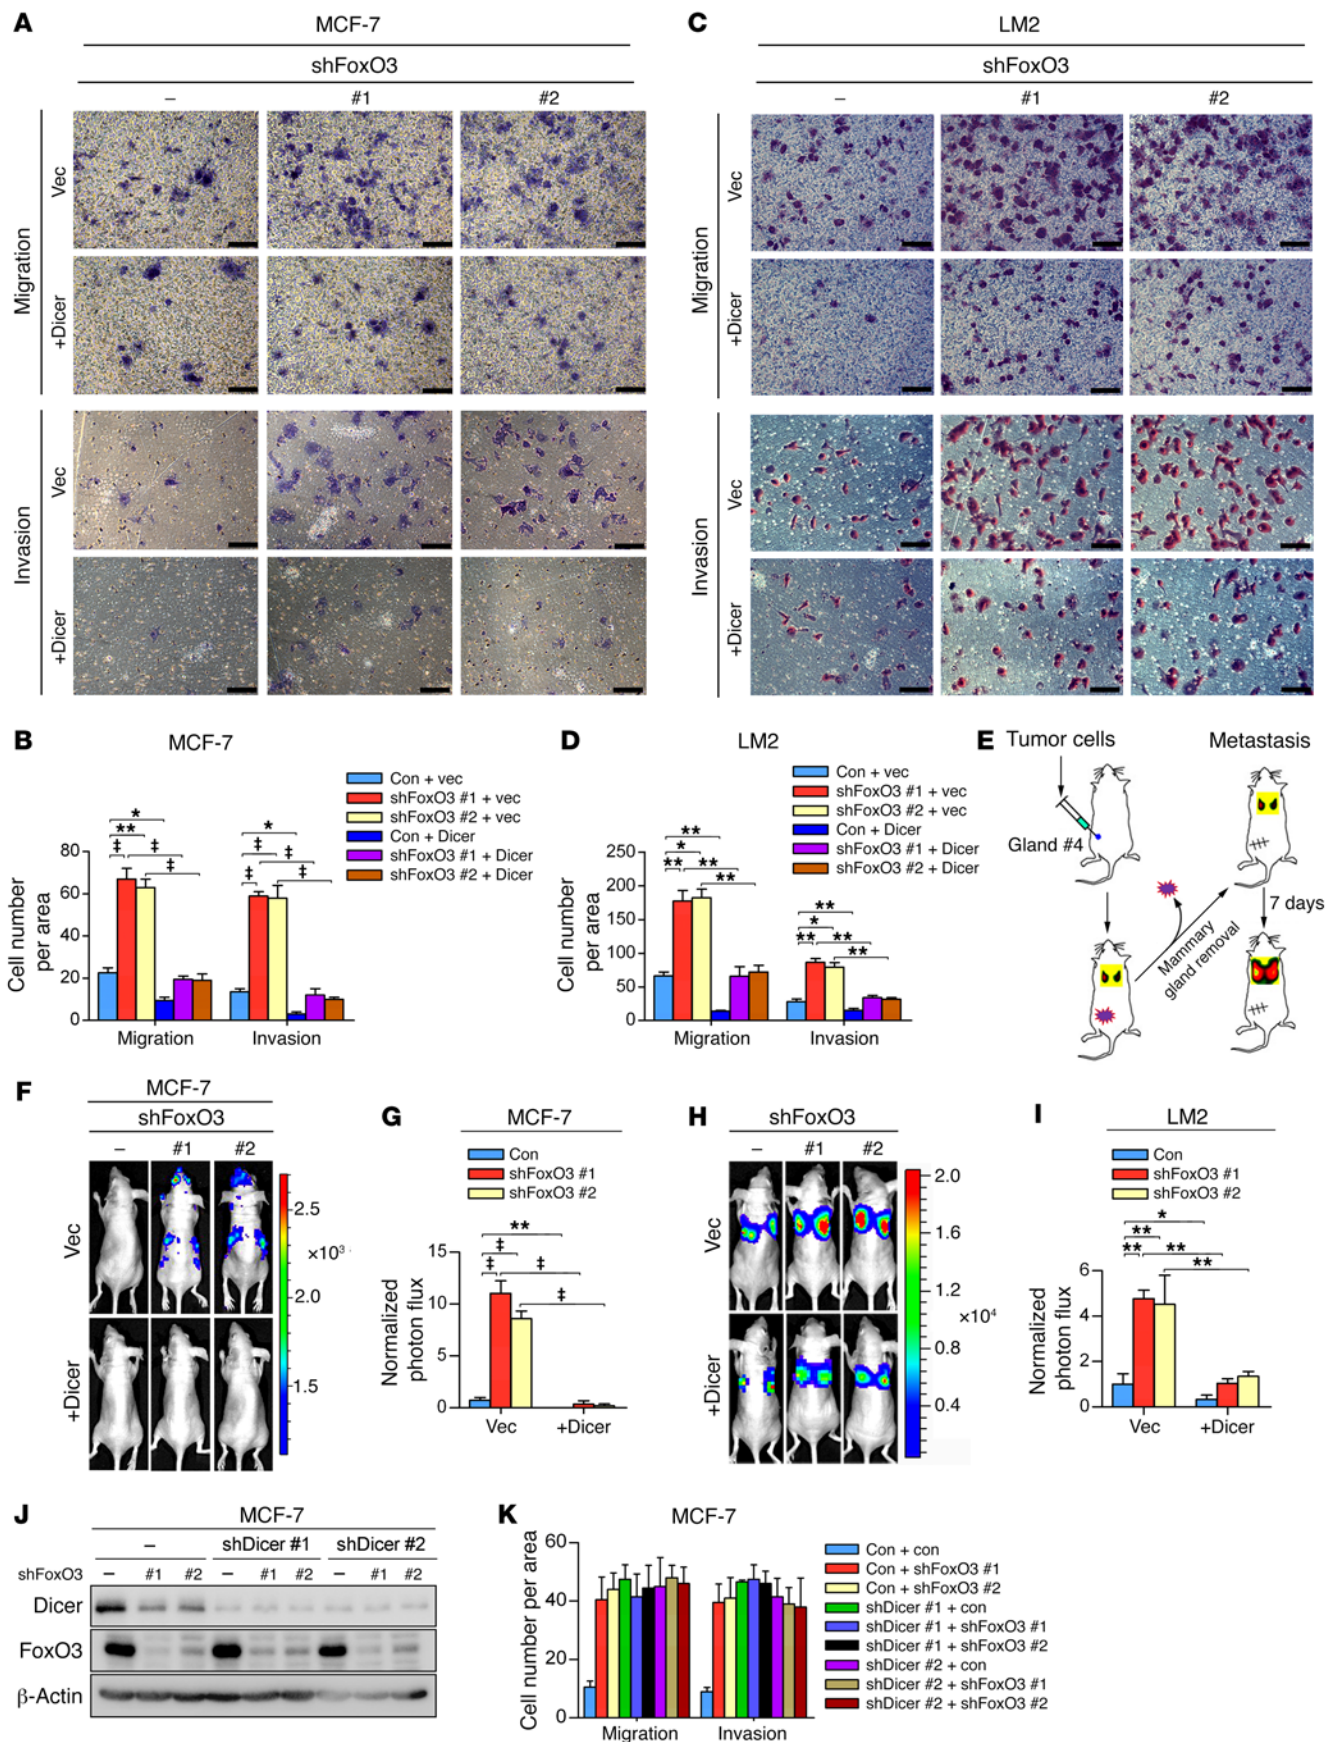 A
MCF-7
shFoxO3
– #1 #2
Migration
Vec
+Dicer
Invasion
Vec
+Dicer
C
LM2
shFoxO3
– #1 #2
Migration
Vec
+Dicer
Invasion
Vec
+Dicer
B
MCF-7
Con + vec
shFoxO3 #1 + vec
shFoxO3 #2 + vec
Con + Dicer
shFoxO3 #1 + Dicer
shFoxO3 #2 + Dicer
Cell number
per area
80
60
40
20
0
* ** ‡ ‡ ‡
* ‡ ‡ ‡ ‡
Migration Invasion
D
LM2
Con + vec
shFoxO3 #1 + vec
shFoxO3 #2 + vec
Con + Dicer
shFoxO3 #1 + Dicer
shFoxO3 #2 + Dicer
Cell number
per area
250
200
150
100
50
0
** * ** ** **
** * ** ** **
Migration Invasion
E
Tumor cells
Metastasis
Gland #4
Mammary
gland removal
7 days
F
MCF-7
shFoxO3
– #1 #2
Vec
+Dicer
2.5
×10³
2.0
1.5
G
MCF-7
Con
shFoxO3 #1
shFoxO3 #2
Normalized
photon flux
15
10
5
0
** ‡ ‡ ‡ ‡
Vec +Dicer
H
shFoxO3
– #1 #2
Vec
+Dicer
2.0
1.6
1.2
×10⁴
0.8
0.4
I
LM2
Con
shFoxO3 #1
shFoxO3 #2
Normalized
photon flux
6
4
2
0
* ** ** ** **
Vec +Dicer
J
MCF-7
– shDicer #1 shDicer #2
shFoxO3 – #1 #2 – #1 #2 – #1 #2
Dicer
FoxO3
β-Actin
K
MCF-7
Cell number per area
60
40
20
0
Migration Invasion
Con + con
Con + shFoxO3 #1
Con + shFoxO3 #2
shDicer #1 + con
shDicer #1 + shFoxO3 #1
shDicer #1 + shFoxO3 #2
shDicer #2 + con
shDicer #2 + shFoxO3 #1
shDicer #2 + shFoxO3 #2